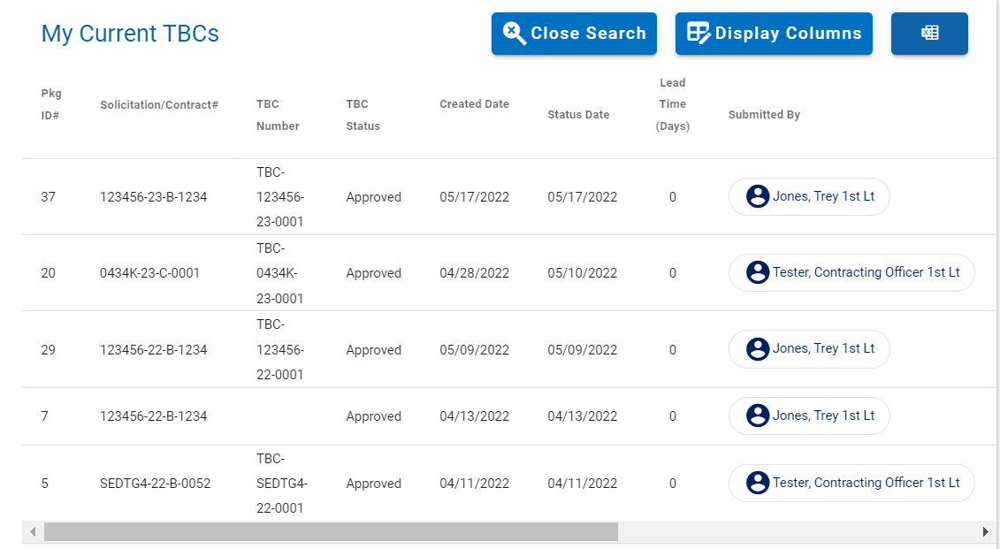 My Current TBCs
Close Search
Display Columns
Pkg ID#
Solicitation/Contract#
TBC Number
TBC Status
Created Date
Status Date
Lead Time (Days)
Submitted By
37 123456-23-B-1234 TBC-123456-23-0001 Approved 05/17/2022 05/17/2022 0 Jones, Trey 1st Lt
20 0434K-23-C-0001 TBC-0434K-23-0001 Approved 04/28/2022 05/10/2022 0 Tester, Contracting Officer 1st Lt
29 123456-22-B-1234 TBC-123456-22-0001 Approved 05/09/2022 05/09/2022 0 Jones, Trey 1st Lt
7 123456-22-B-1234 Approved 04/13/2022 04/13/2022 0 Jones, Trey 1st Lt
5 SEDTG4-22-B-0052 TBC-SEDTG4-22-0001 Approved 04/11/2022 04/11/2022 0 Tester, Contracting Officer 1st Lt